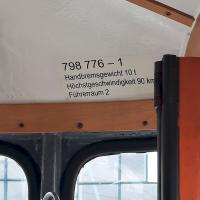 798 776 – 1
Handbremsgewicht 10 t
Höchstgeschwindigkeit 90 km
Führerraum 2